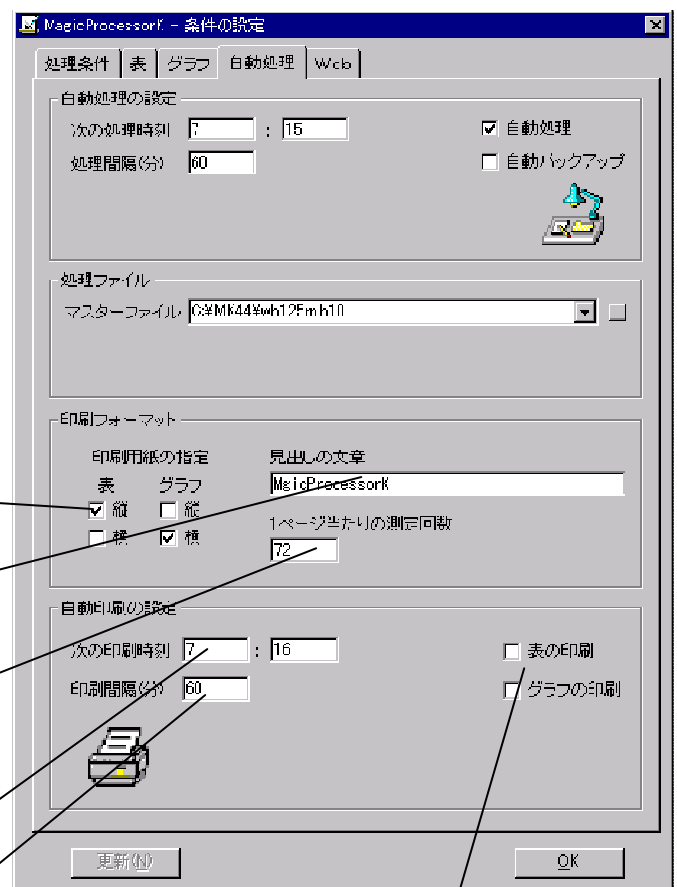 MagicProcessorK - 条件の設定
処理条件 表 グラフ 自動処理 Web
自動処理の設定
次の処理時刻 7 : 15
自動処理
処理間隔(分) 60
自動バックアップ
処理ファイル
マスターファイル
印刷フォーマット
印刷用紙の指定 見出しの文章
表 グラフ
MagicProcessorK
縦 縦
1ページ当たりの測定回数
横 横
72
自動印刷の設定
次の印刷時刻 7 : 16
表の印刷
印刷間隔(分) 60
グラフの印刷
更新(N) OK